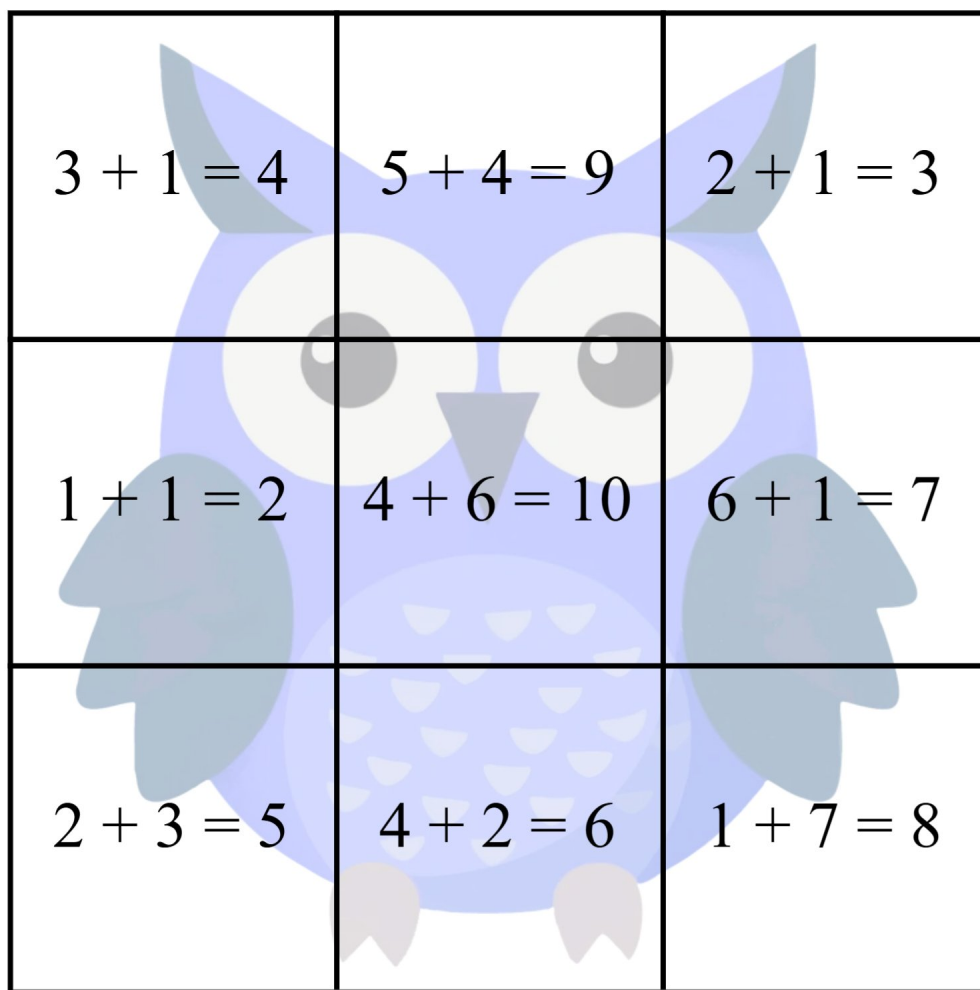 3 + 1 = 4
5 + 4 = 9
2 + 1 = 3
1 + 1 = 2
4 + 6 = 10
6 + 1 = 7
2 + 3 = 5
4 + 2 = 6
1 + 7 = 8